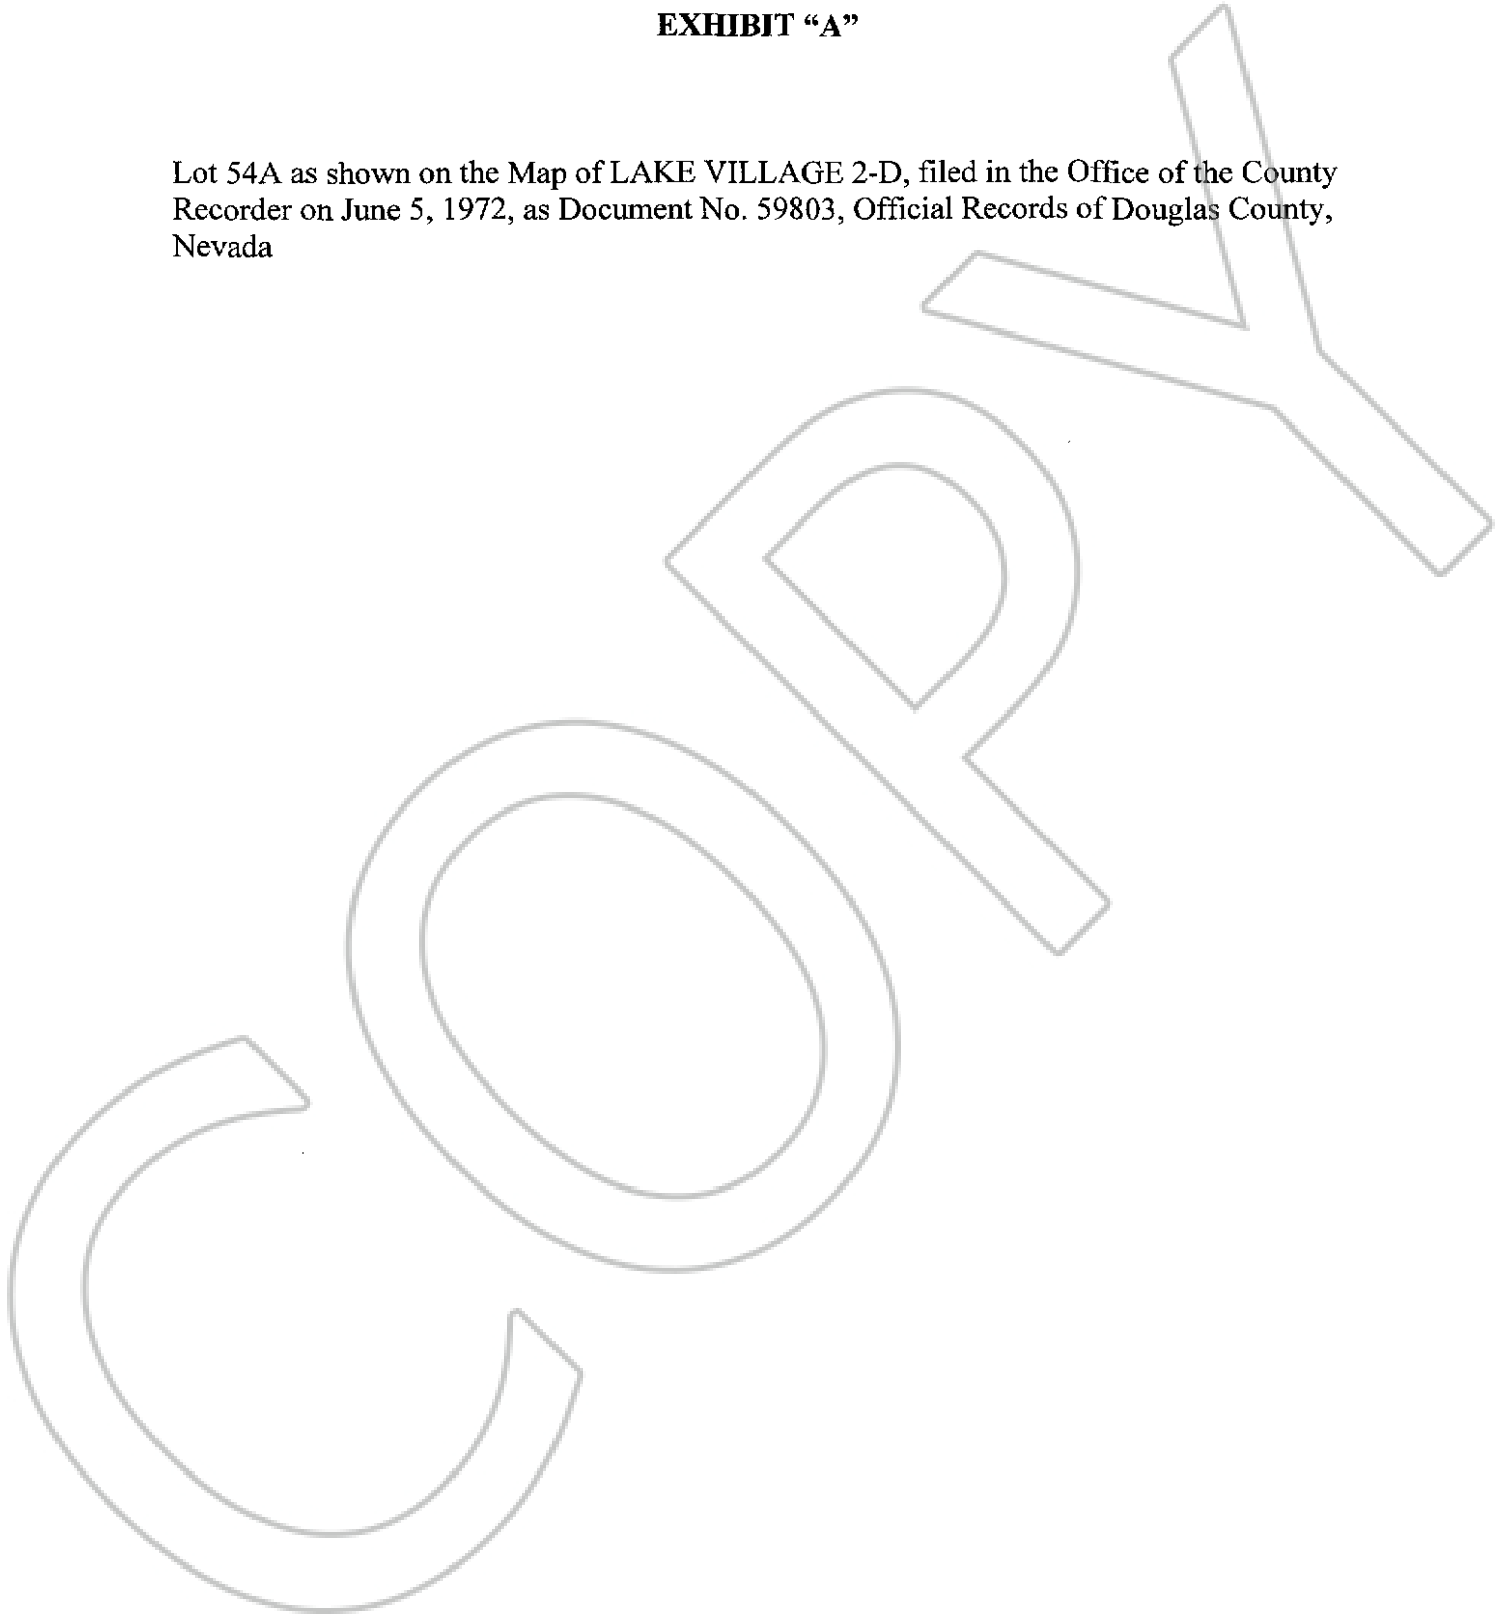 EXHIBIT “A”
Lot 54A as shown on the Map of LAKE VILLAGE 2-D, filed in the Office of the County
Recorder on June 5, 1972, as Document No. 59803, Official Records of Douglas County,
Nevada
COPY